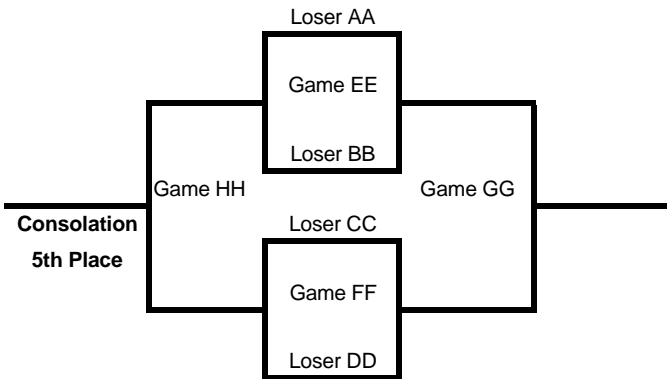 Loser AA
Game EE
Loser BB
Game HH
Game GG
Consolation
5th Place
Loser CC
Game FF
Loser DD